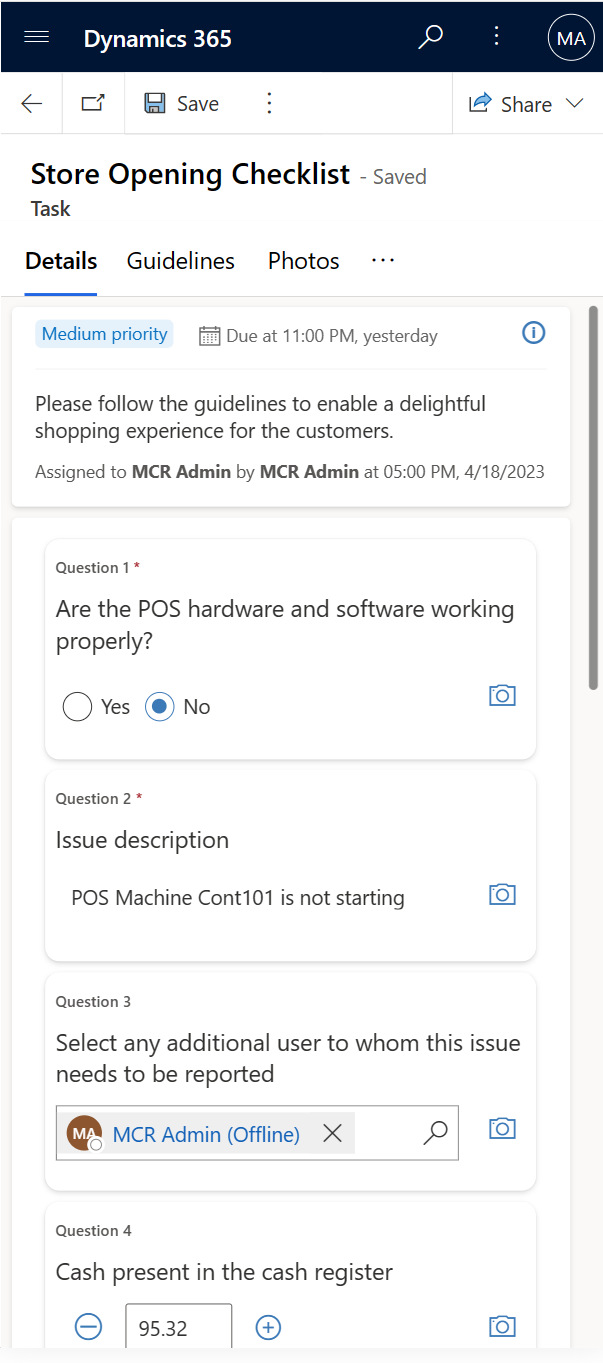 Dynamics 365
MA
Save
Share
Store Opening Checklist - Saved
Task
Details Guidelines Photos ···
Medium priority Due at 11:00 PM, yesterday
Please follow the guidelines to enable a delightful
shopping experience for the customers.
Assigned to MCR Admin by MCR Admin at 05:00 PM, 4/18/2023
Question 1 *
Are the POS hardware and software working
properly?
Yes No
Question 2 *
Issue description
POS Machine Cont101 is not starting
Question 3
Select any additional user to whom this issue
needs to be reported
MA MCR Admin (Offline)
Question 4
Cash present in the cash register
95.32